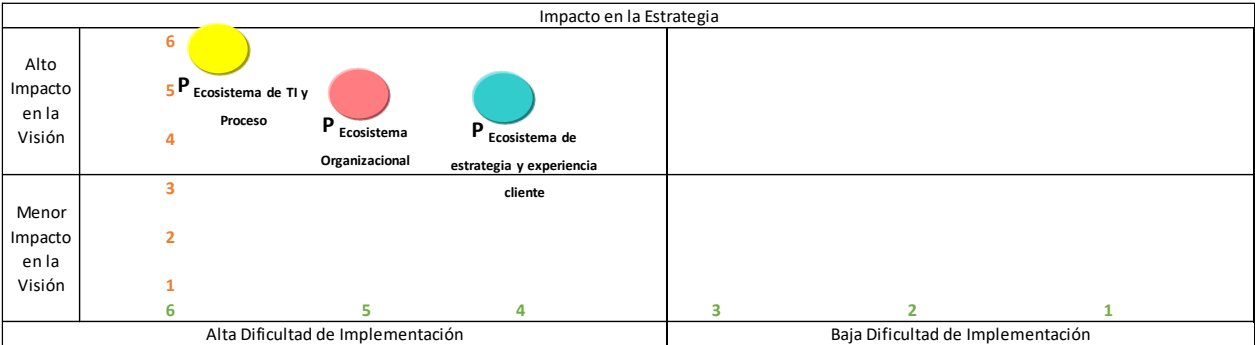 Impacto en la Estrategia
Alto
Impacto
en la
Visión
6
5
4
P Ecosistema de TI y
Proceso
P Ecosistema
Organizacional
P Ecosistema de
estrategia y experiencia
cliente
Menor
Impacto
en la
Visión
3
2
1
6 5 4 3 2 1
Alta Dificultad de Implementación
Baja Dificultad de Implementación